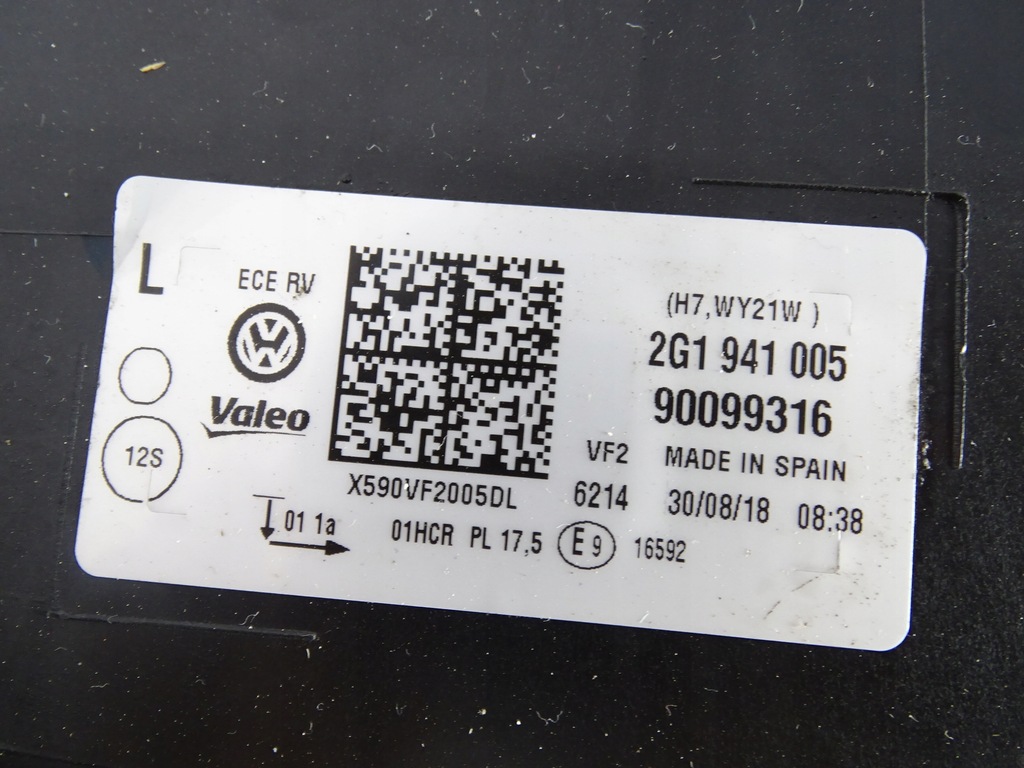 L
ECE RV
Valeo
12S
X590VF2005DL
01 1a
01HCR PL 17,5
E9
16592
(H7,WY21W )
2G1 941 005
90099316
VF2 MADE IN SPAIN
6214 30/08/18 08:38